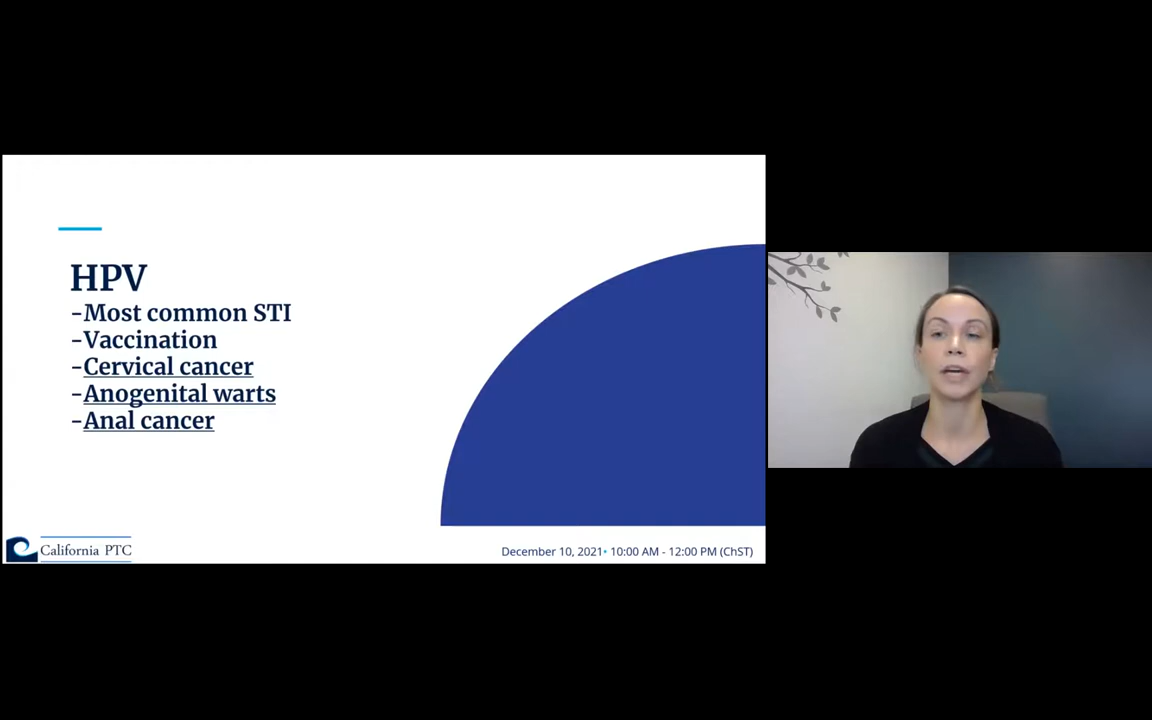 HPV
-Most common STI
-Vaccination
-Cervical cancer
-Anogenital warts
-Anal cancer
California PTC
December 10, 2021• 10:00 AM - 12:00 PM (ChST)